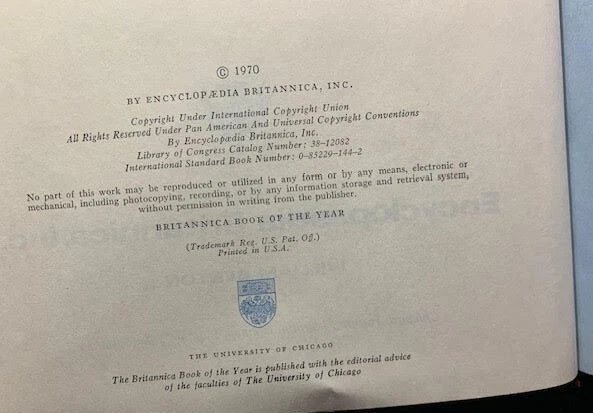 © 1970
BY ENCYCLOPÆDIA BRITANNICA, INC.
Copyright Under International Copyright Union
All Rights Reserved Under Pan American And Universal Copyright Conventions
By Encyclopædia Britannica, Inc.
Library of Congress Catalog Number: 38-12082
International Standard Book Number: 0-85229-144-2
No part of this work may be reproduced or utilized in any form or by any means, electronic or
mechanical, including photocopying, recording, or by any information storage and retrieval system,
without permission in writing from the publisher.
BRITANNICA BOOK OF THE YEAR
(Trademark Reg. U.S. Pat. Off.)
Printed in U.S.A.
THE UNIVERSITY OF CHICAGO
The Britannica Book of the Year is published with the editorial advice
of the faculties of The University of Chicago